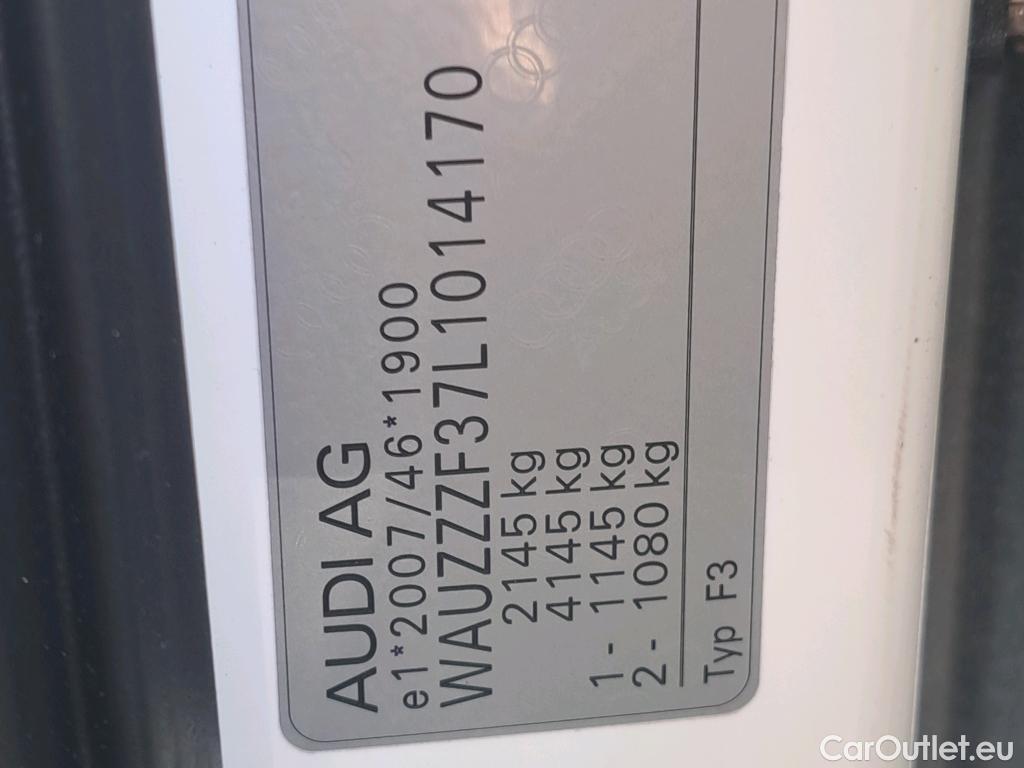 AUDI AG
e1*2007/46*1900
WAUZZZF37L1014170
2145 kg
4145 kg
1 - 1145 kg
2 - 1080 kg
Typ F3
CarOutlet.eu